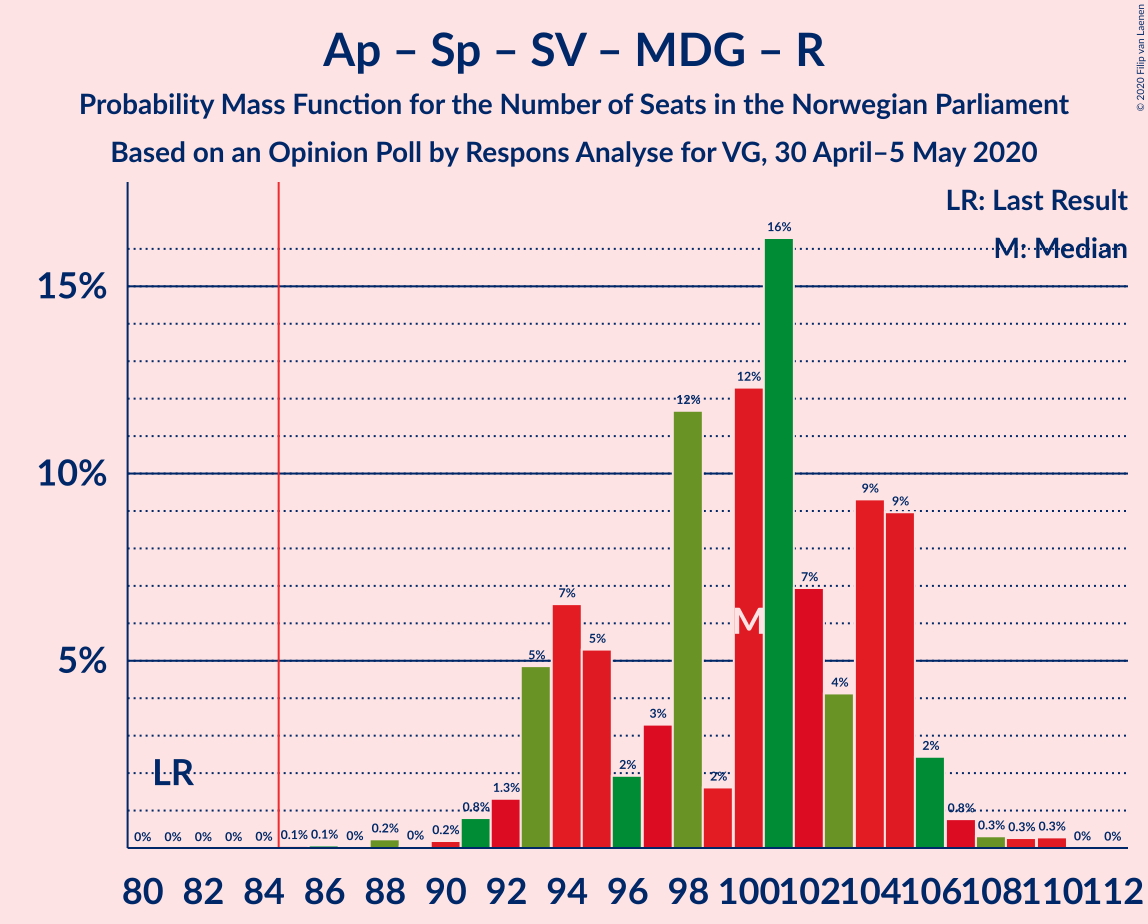 Ap – Sp – SV – MDG – R
Probability Mass Function for the Number of Seats in the Norwegian Parliament
Based on an Opinion Poll by Respons Analyse for VG, 30 April–5 May 2020
© 2020 Filip van Laenen
LR: Last Result
M: Median
15%
10%
5%
LR
M
0% 0% 0% 0% 0% 0.1% 0.1% 0% 0.2% 0% 0.2% 0.8% 1.3% 5% 7% 5% 2% 3% 12% 2% 12% 16% 7% 4% 9% 9% 2% 0.8% 0.3% 0.3% 0.3% 0% 0%
80 82 84 86 88 90 92 94 96 98 100 102 104 106 108 110 112